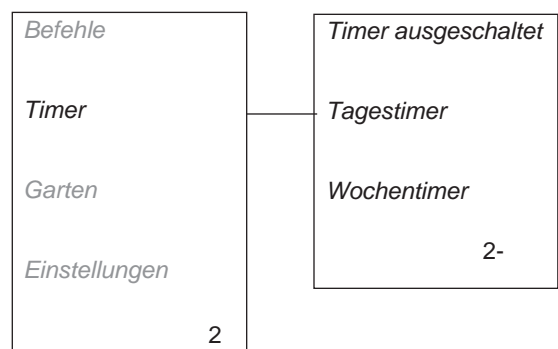 Befehle
Timer
Garten
Einstellungen
2
Timer ausgeschaltet
Tagestimer
Wochentimer
2-